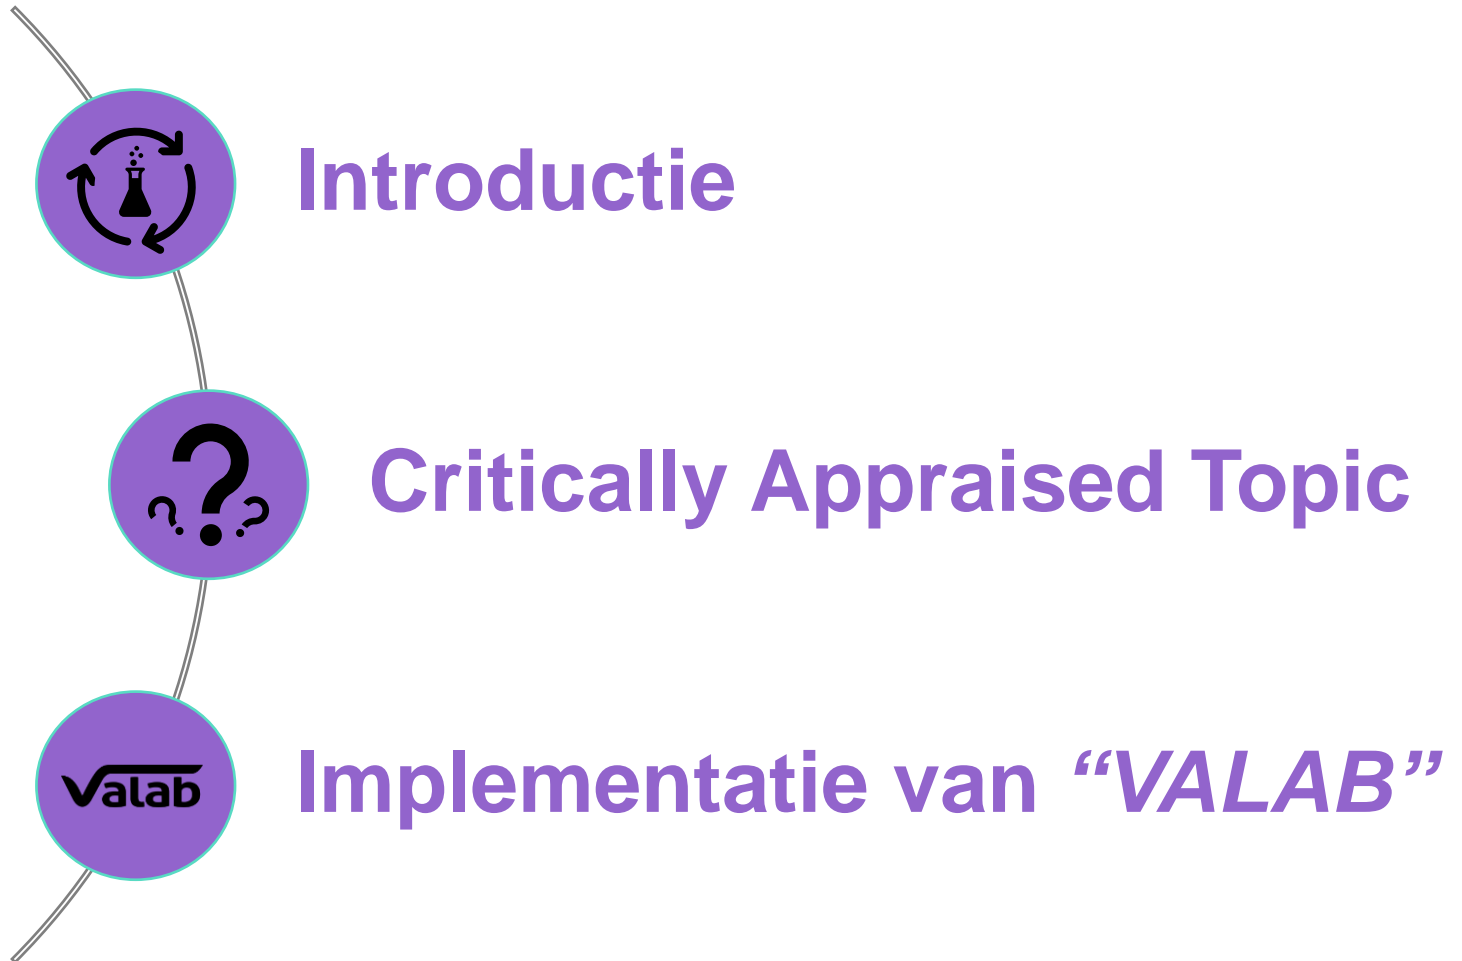 Introductie
Critically Appraised Topic
Valab
Implementatie van “VALAB”